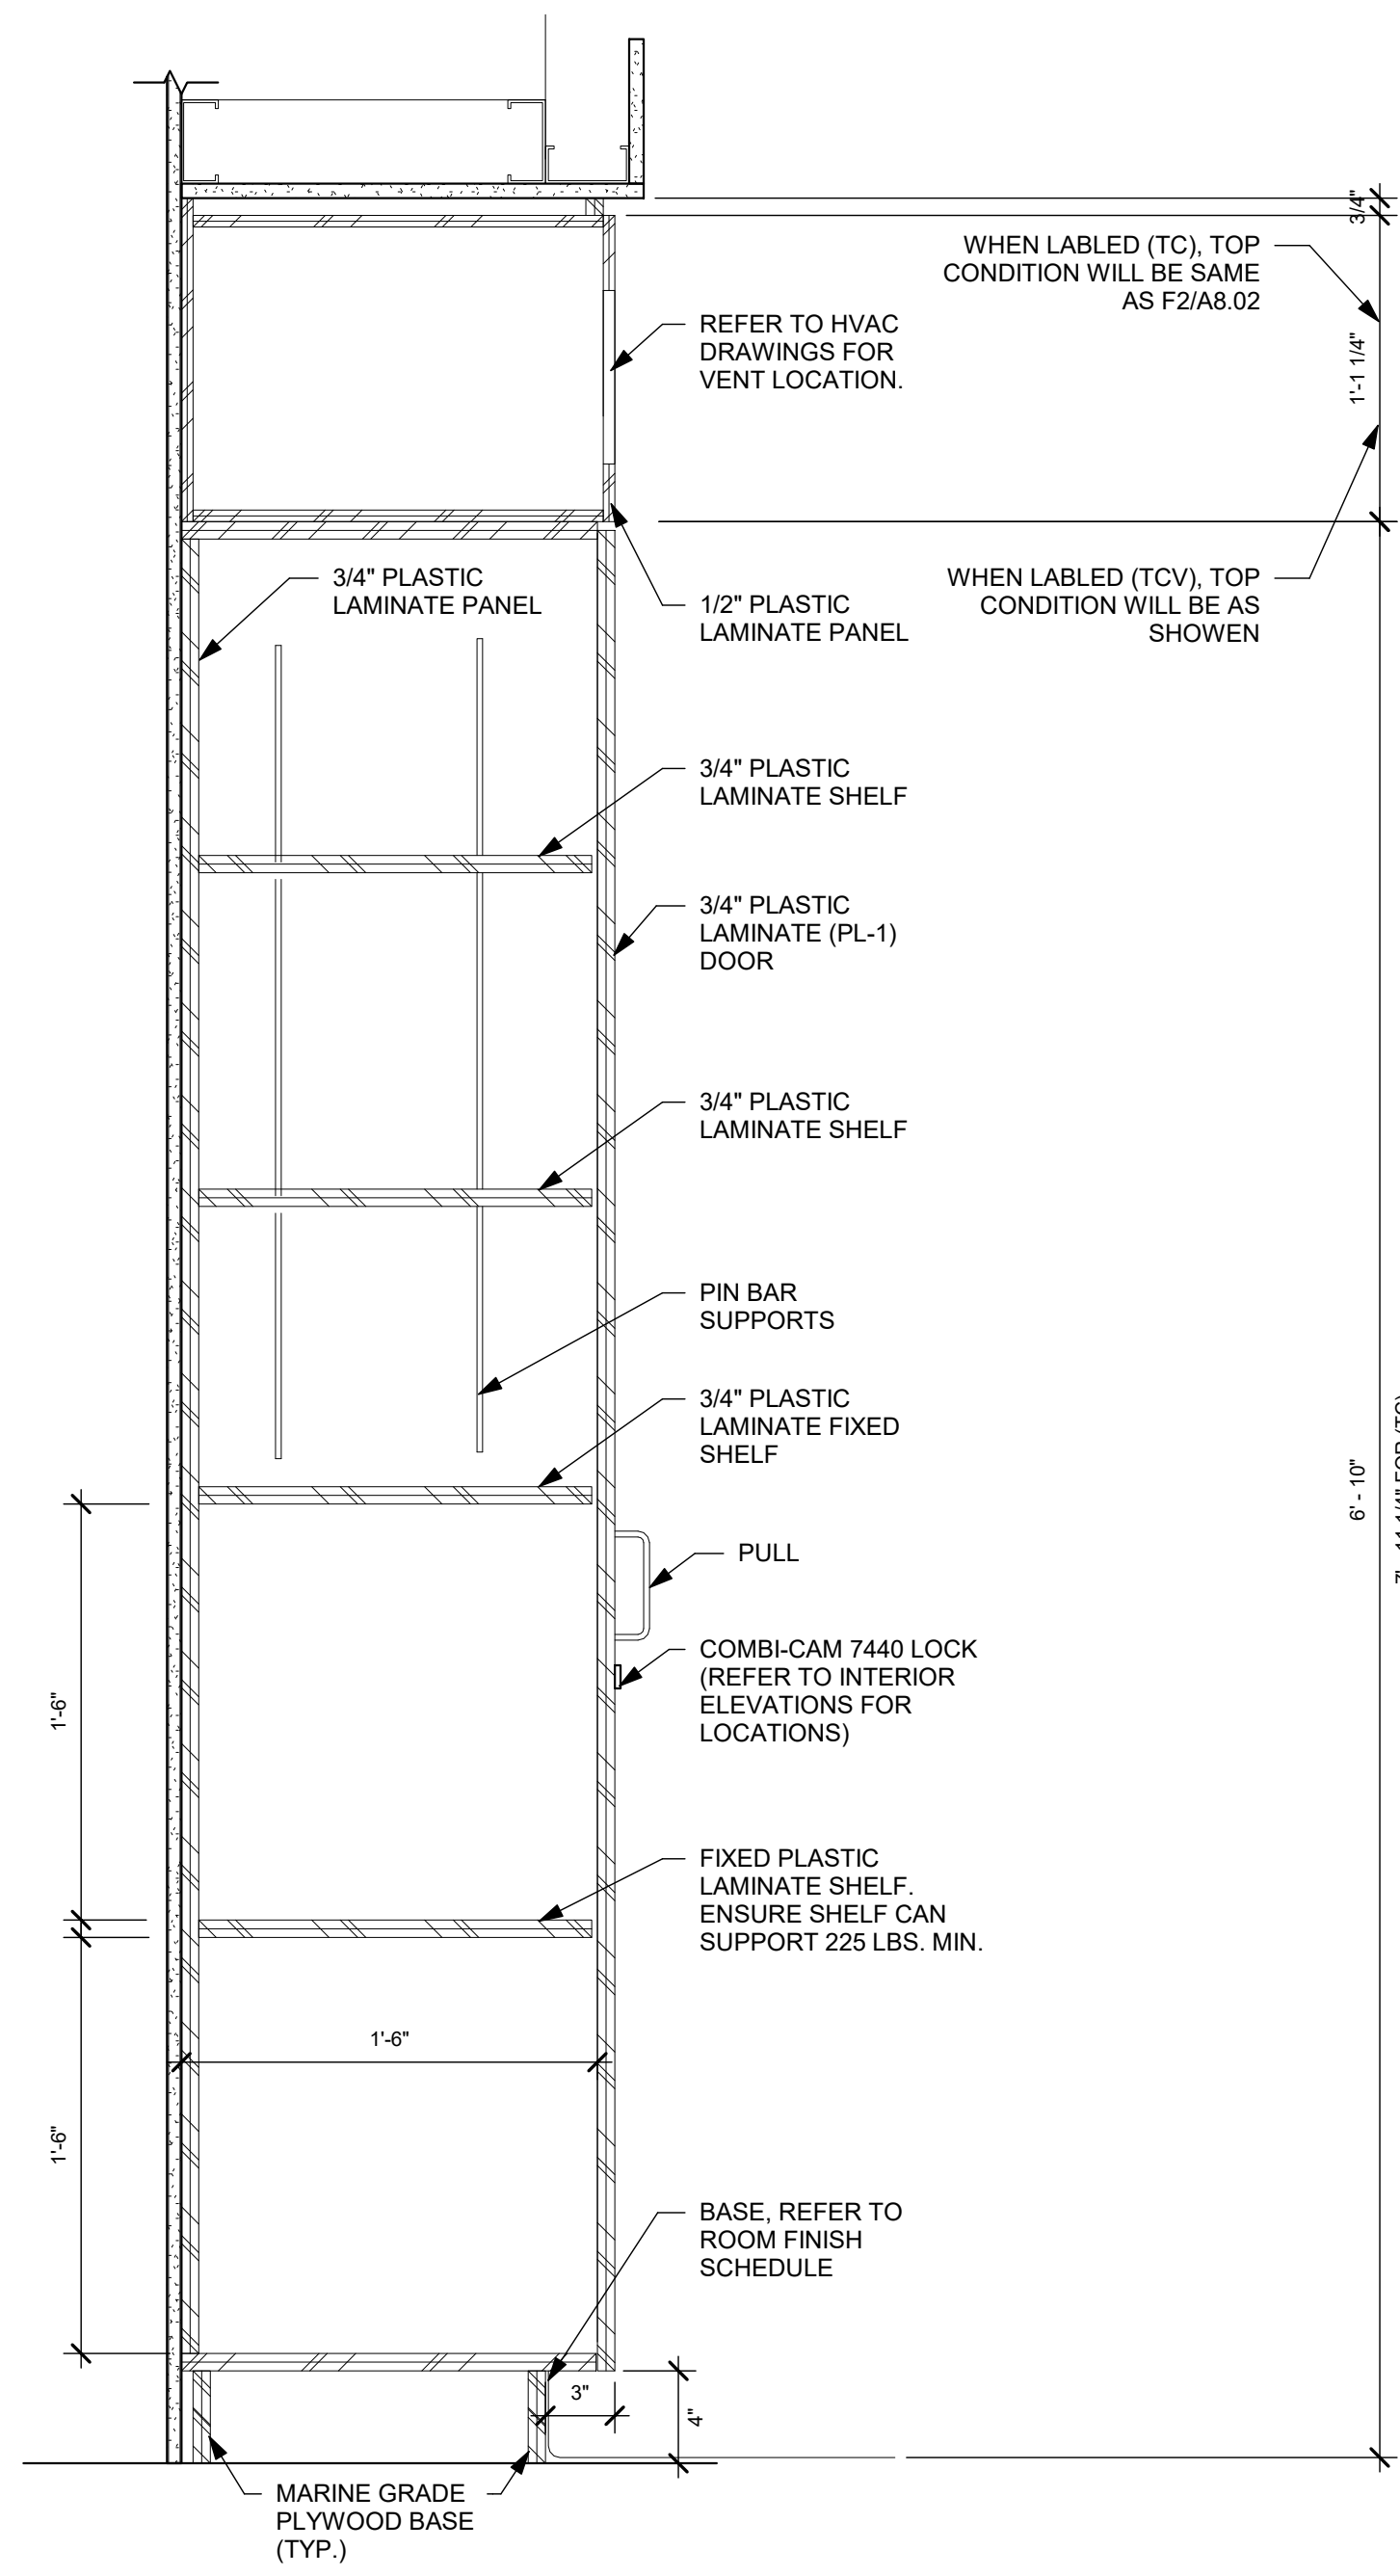 3/4"
WHEN LABLED (TC), TOP
CONDITION WILL BE SAME
AS F2/A8.02
REFER TO HVAC
DRAWINGS FOR
VENT LOCATION.
1'-1 1/4"
3/4" PLASTIC
LAMINATE PANEL
1/2" PLASTIC
LAMINATE PANEL
WHEN LABLED (TCV), TOP
CONDITION WILL BE AS
SHOWEN
3/4" PLASTIC
LAMINATE SHELF
3/4" PLASTIC
LAMINATE (PL-1)
DOOR
3/4" PLASTIC
LAMINATE SHELF
PIN BAR
SUPPORTS
3/4" PLASTIC
LAMINATE FIXED
SHELF
6' - 10"
PULL
COMBI-CAM 7440 LOCK
(REFER TO INTERIOR
ELEVATIONS FOR
LOCATIONS)
1'-6"
FIXED PLASTIC
LAMINATE SHELF.
ENSURE SHELF CAN
SUPPORT 225 LBS. MIN.
1'-6"
1'-6"
BASE, REFER TO
ROOM FINISH
SCHEDULE
3"
4"
MARINE GRADE
PLYWOOD BASE
(TYP.)